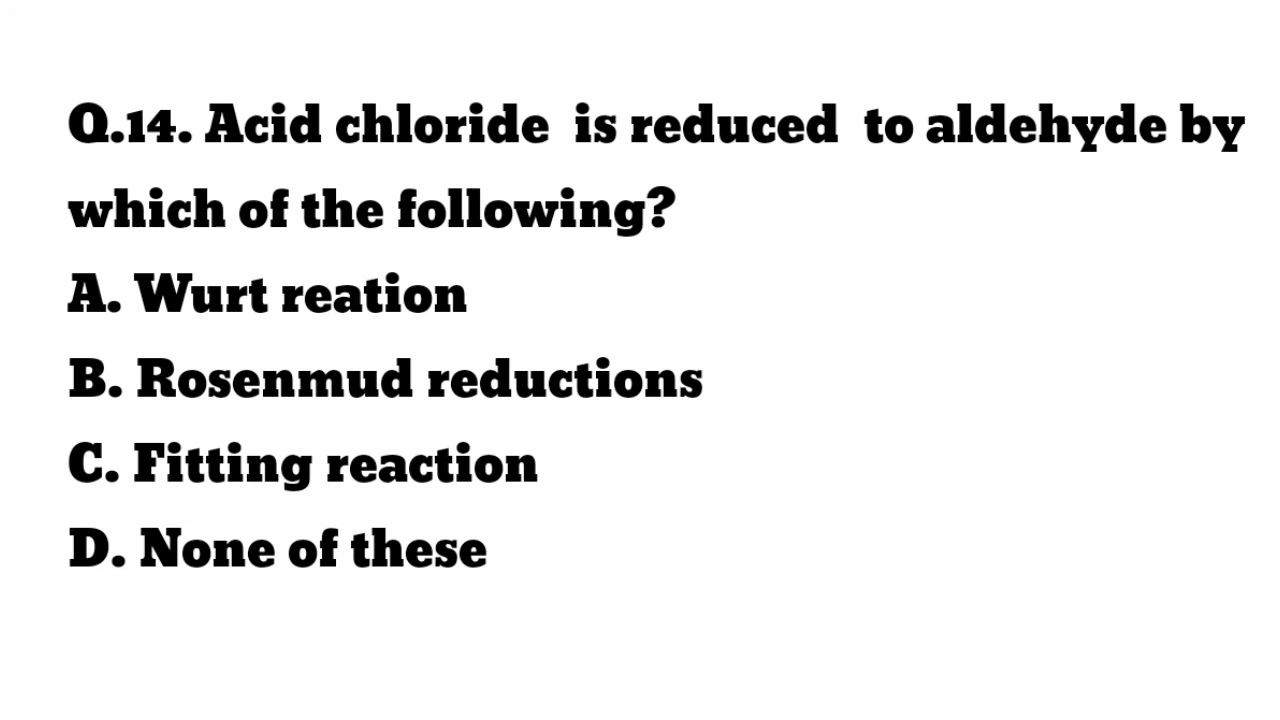 Q.14. Acid chloride is reduced to aldehyde by
which of the following?
A. Wurt reation
B. Rosenmud reductions
C. Fitting reaction
D. None of these